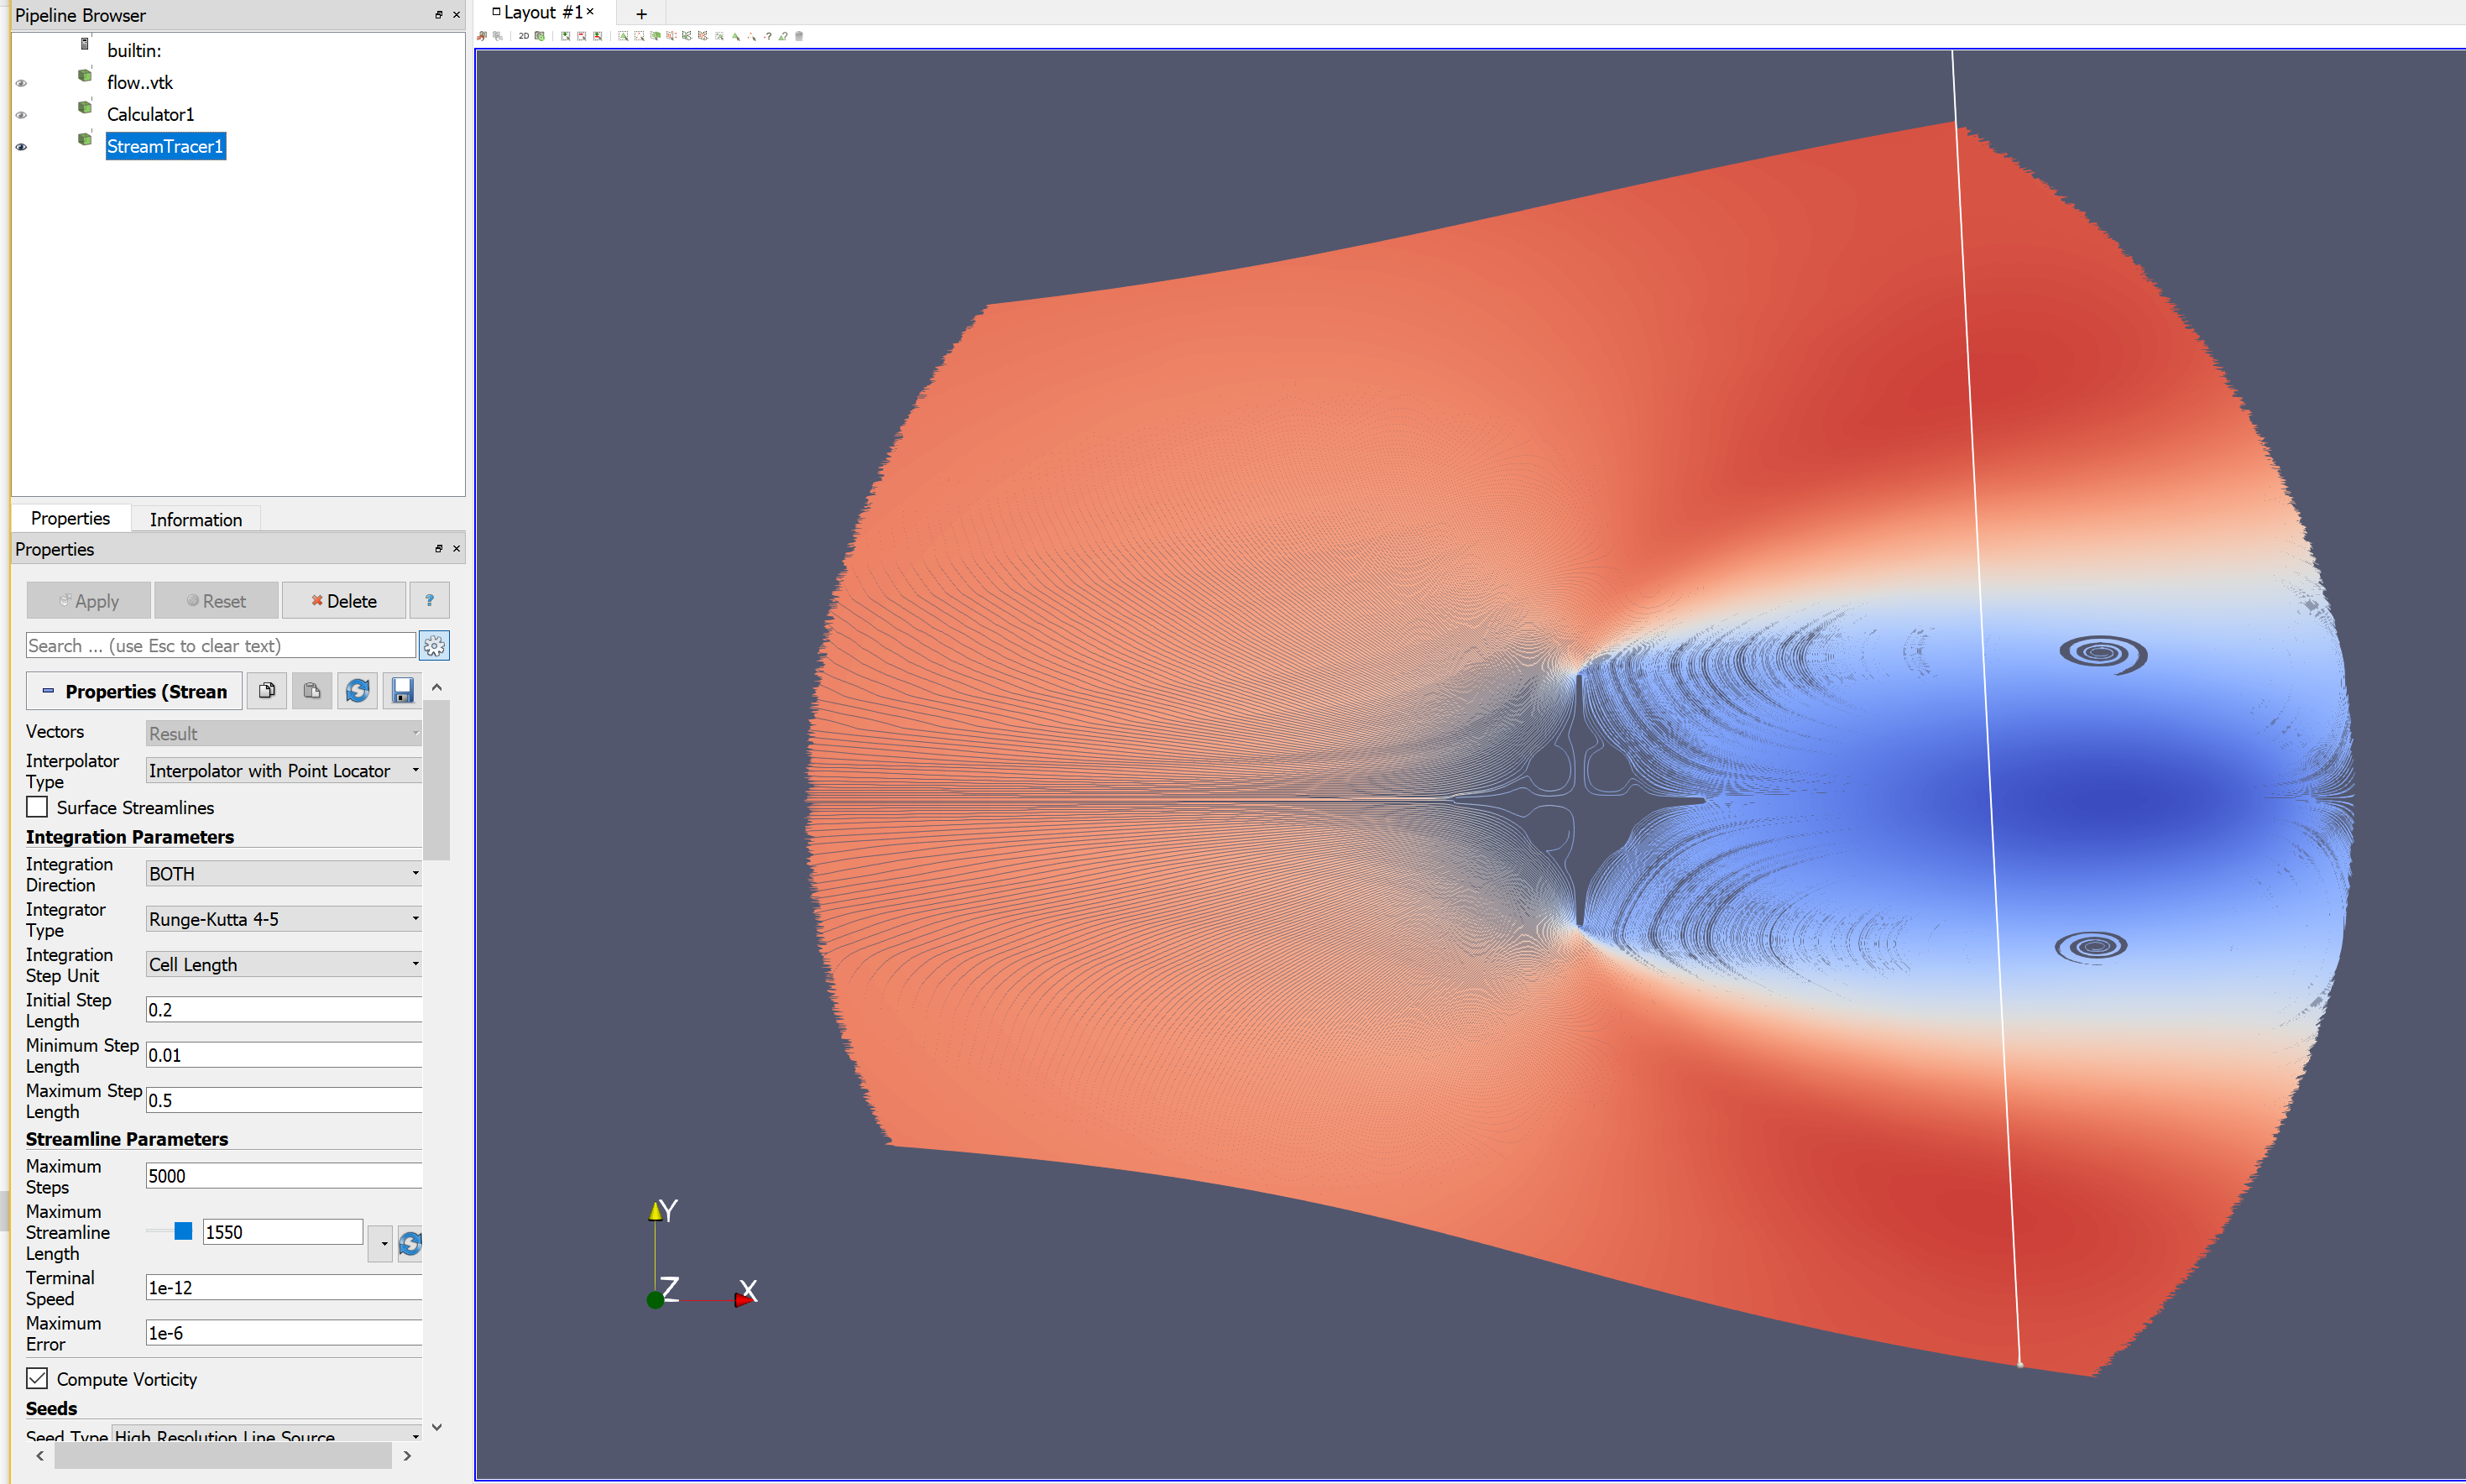 Pipeline Browser
builtin:
flow..vtk
Calculator1
StreamTracer1
Properties
Information
Properties
Apply
Reset
Delete
?
Search ... (use Esc to clear text)
Properties (Strean
Vectors
Result
Interpolator
Type
Interpolator with Point Locator
Surface Streamlines
Integration Parameters
Integration
Direction
BOTH
Integrator
Type
Runge-Kutta 4-5
Integration
Step Unit
Cell Length
Initial Step
Length
0.2
Minimum Step
Length
0.01
Maximum Step
Length
0.5
Streamline Parameters
Maximum
Steps
5000
Maximum
Streamline
Length
1550
Terminal
Speed
1e-12
Maximum
Error
1e-6
Compute Vorticity
Seeds
Seed Type
High Resolution Line Source
Layout #1
+
2D
Y
Z
X